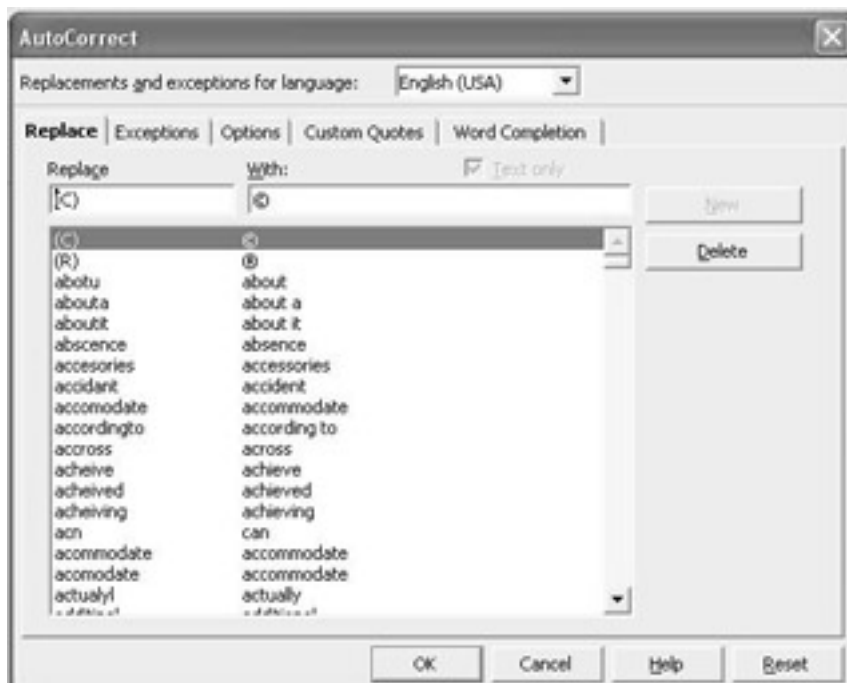 AutoCorrect
Replacements and exceptions for language: English (USA)
Replace Exceptions Options Custom Quotes Word Completion
Replace With: Text only
(C) © New
(C) © Delete
(R) ®
abotu about
abouta about a
aboutit about it
abscence absence
accesories accessories
accidant accident
accomodate accommodate
accordingto according to
accross across
acheive achieve
acheived achieved
acheiving achieving
acn can
acommodate accommodate
acomodate accommodate
actualyl actually
OK Cancel Help Reset